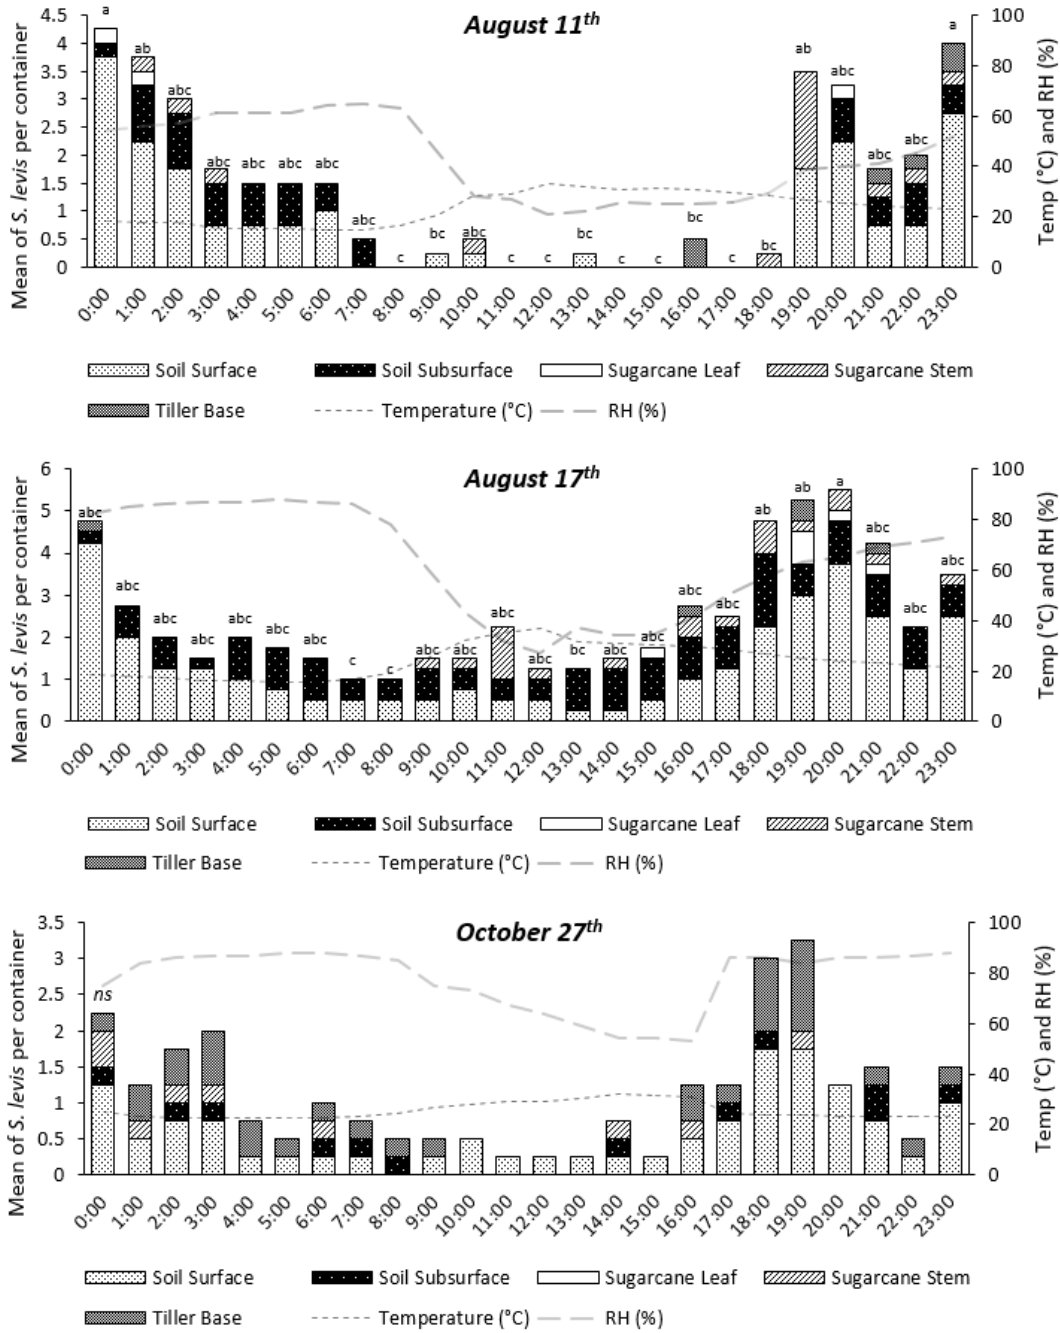 August 11th
Mean of S. levis per container
4.5
4
3.5
3
2.5
2
1.5
1
0.5
0
a
ab
abc
abc
abc
abc
abc
abc
c
bc
abc
c
c
bc
c
c
bc
c
bc
ab
abc
abc
abc
a
100
80
60
40
20
0
Temp (°C) and RH (%)
0:00 1:00 2:00 3:00 4:00 5:00 6:00 7:00 8:00 9:00 10:00 11:00 12:00 13:00 14:00 15:00 16:00 17:00 18:00 19:00 20:00 21:00 22:00 23:00
Soil Surface Soil Subsurface Sugarcane Leaf Sugarcane Stem
Tiller Base Temperature (°C) RH (%)
August 17th
Mean of S. levis per container
6
5
4
3
2
1
0
abc
abc
abc
abc
abc
abc
abc
c
c
abc
abc
abc
abc
bc
abc
abc
abc
abc
ab
ab
a
abc
abc
abc
100
80
60
40
20
0
Temp (°C) and RH (%)
0:00 1:00 2:00 3:00 4:00 5:00 6:00 7:00 8:00 9:00 10:00 11:00 12:00 13:00 14:00 15:00 16:00 17:00 18:00 19:00 20:00 21:00 22:00 23:00
Soil Surface Soil Subsurface Sugarcane Leaf Sugarcane Stem
Tiller Base Temperature (°C) RH (%)
October 27th
Mean of S. levis per container
3.5
3
2.5
2
1.5
1
0.5
0
ns
100
80
60
40
20
0
Temp (°C) and RH (%)
0:00 1:00 2:00 3:00 4:00 5:00 6:00 7:00 8:00 9:00 10:00 11:00 12:00 13:00 14:00 15:00 16:00 17:00 18:00 19:00 20:00 21:00 22:00 23:00
Soil Surface Soil Subsurface Sugarcane Leaf Sugarcane Stem
Tiller Base Temperature (°C) RH (%)